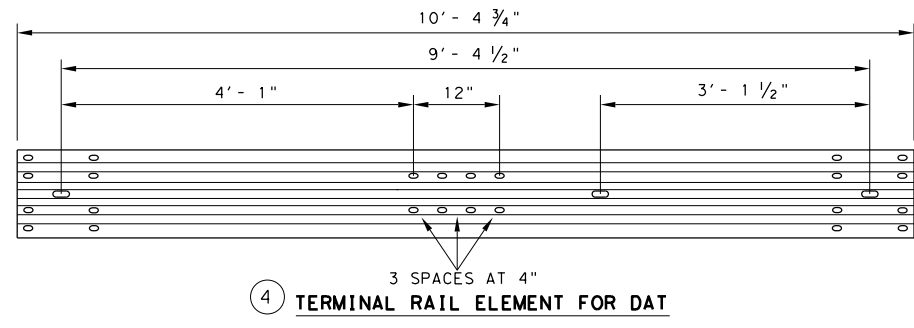 10'- 4 ¾"
9'- 4 ½"
4'- 1" 12" 3'- 1 ½"
3 SPACES AT 4"
4 TERMINAL RAIL ELEMENT FOR DAT